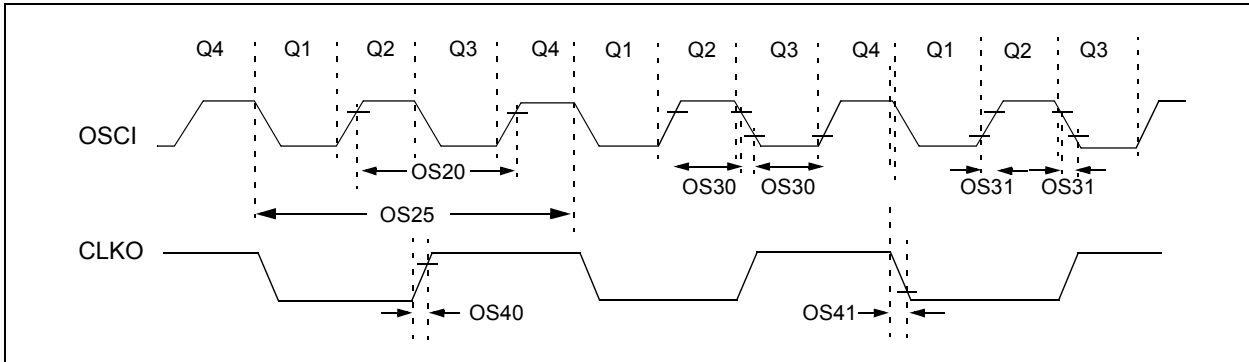 Q4 Q1 Q2 Q3 Q4 Q1 Q2 Q3 Q4 Q1 Q2 Q3
OSCI
OS20
OS30 OS30
OS31 OS31
OS25
CLKO
OS40
OS41